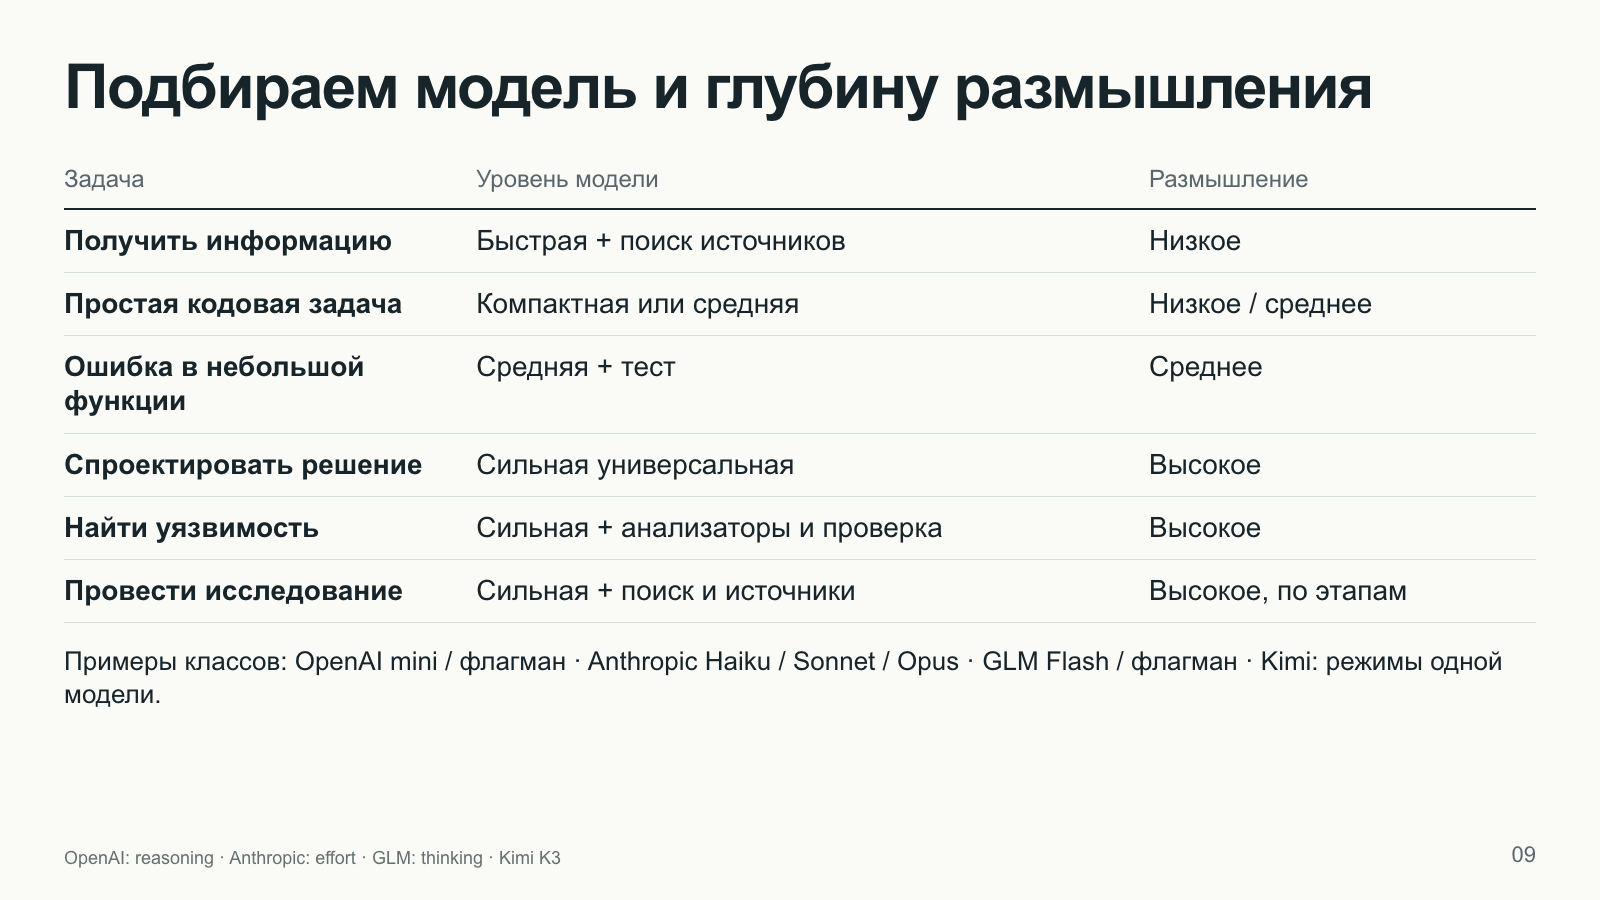 Подбираем модель и глубину размышления
Задача Уровень модели Размышление
Получить информацию Быстрая + поиск источников Низкое
Простая кодовая задача Компактная или средняя Низкое / среднее
Ошибка в небольшой Средняя + тест Среднее
функции
Спроектировать решение Сильная универсальная Высокое
Найти уязвимость Сильная + анализаторы и проверка Высокое
Провести исследование Сильная + поиск и источники Высокое, по этапам
Примеры классов: OpenAI mini / флагман · Anthropic Haiku / Sonnet / Opus · GLM Flash / флагман · Kimi: режимы одной
модели.
OpenAI: reasoning · Anthropic: effort · GLM: thinking · Kimi K3 09